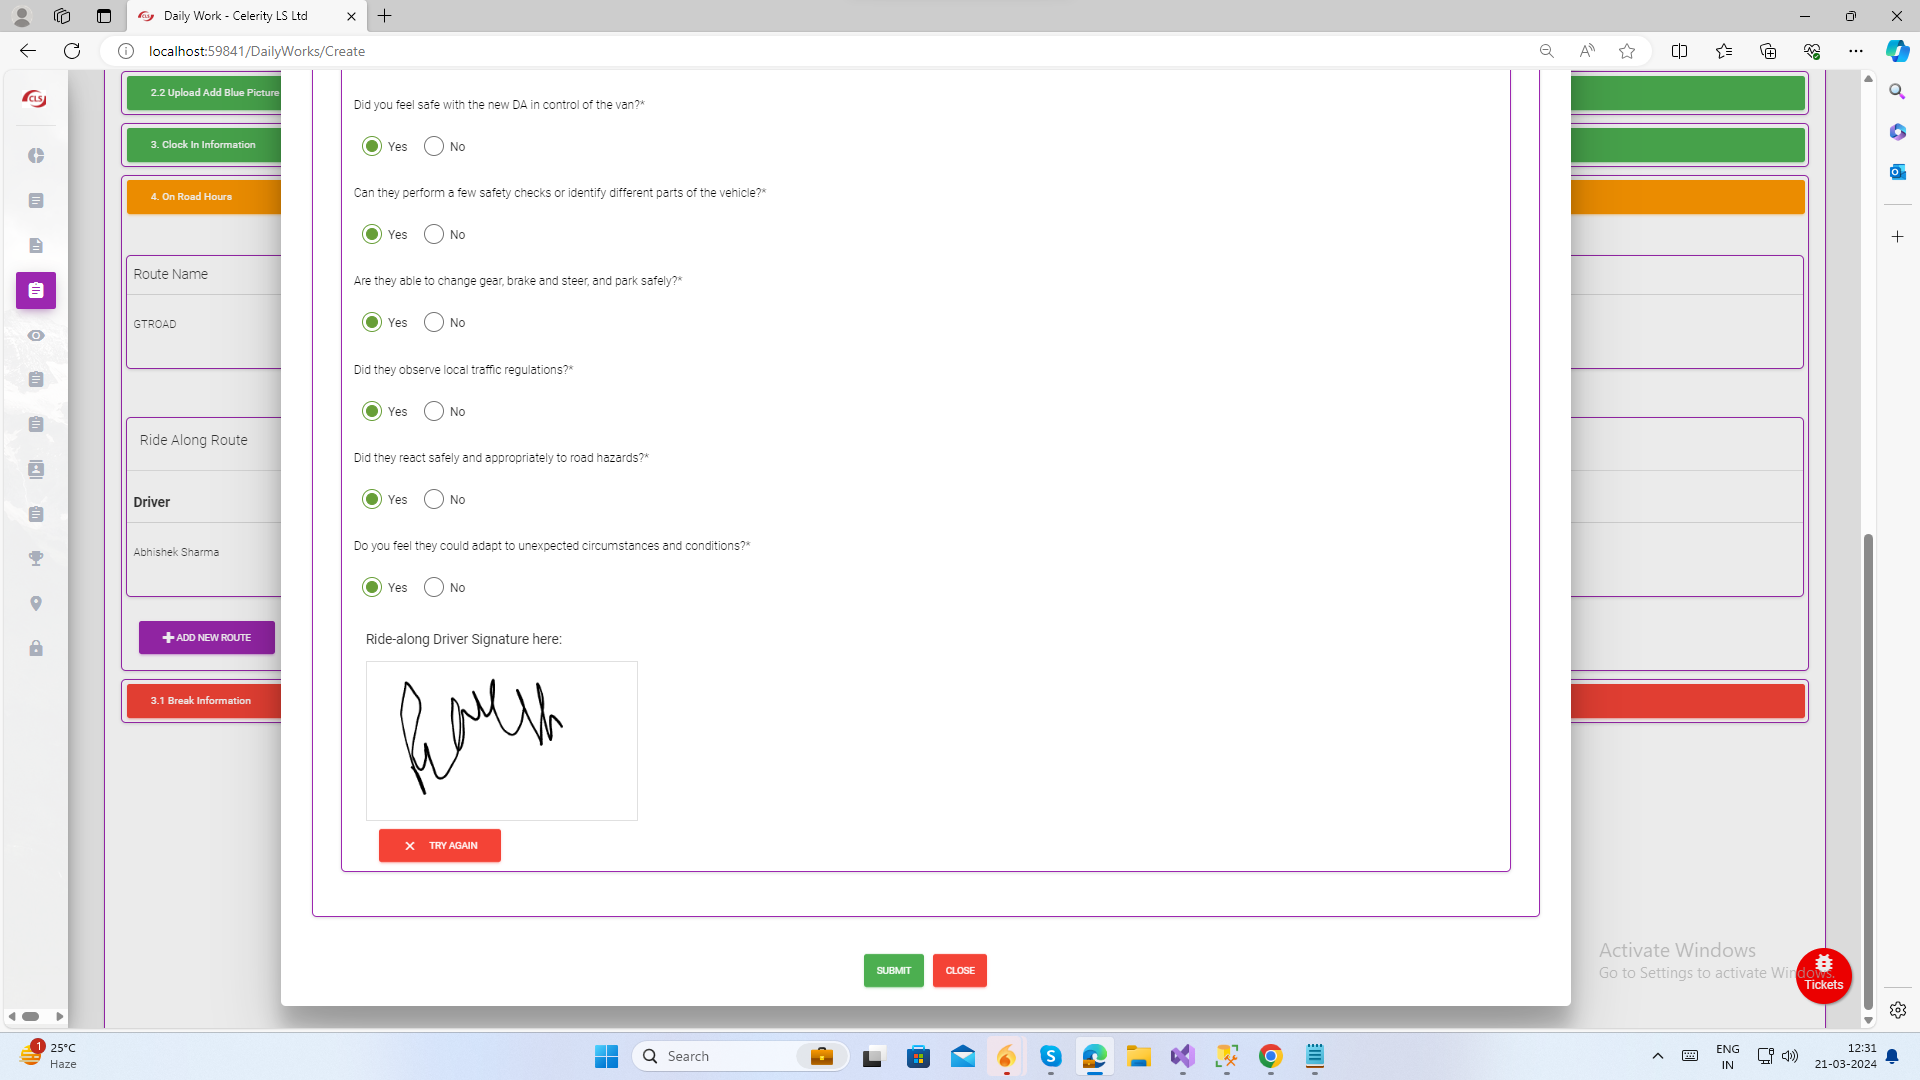 Daily Work - Celerity LS Ltd
localhost:59841/DailyWorks/Create
CLS
2.2 Upload Add Blue Picture
3. Clock In Information
4. On Road Hours
Route Name
GTROAD
Ride Along Route
Driver
Abhishek Sharma
ADD NEW ROUTE
3.1 Break Information
Did you feel safe with the new DA in control of the van?*
Yes No
Can they perform a few safety checks or identify different parts of the vehicle?*
Yes No
Are they able to change gear, brake and steer, and park safely?*
Yes No
Did they observe local traffic regulations?*
Yes No
Did they react safely and appropriately to road hazards?*
Yes No
Do you feel they could adapt to unexpected circumstances and conditions?*
Yes No
Ride-along Driver Signature here:
TRY AGAIN
SUBMIT CLOSE
Activate Windows
Go to Settings to activate Windows.
Tickets
1
25°C
Haze
Search
ENG
IN
12:31
21-03-2024